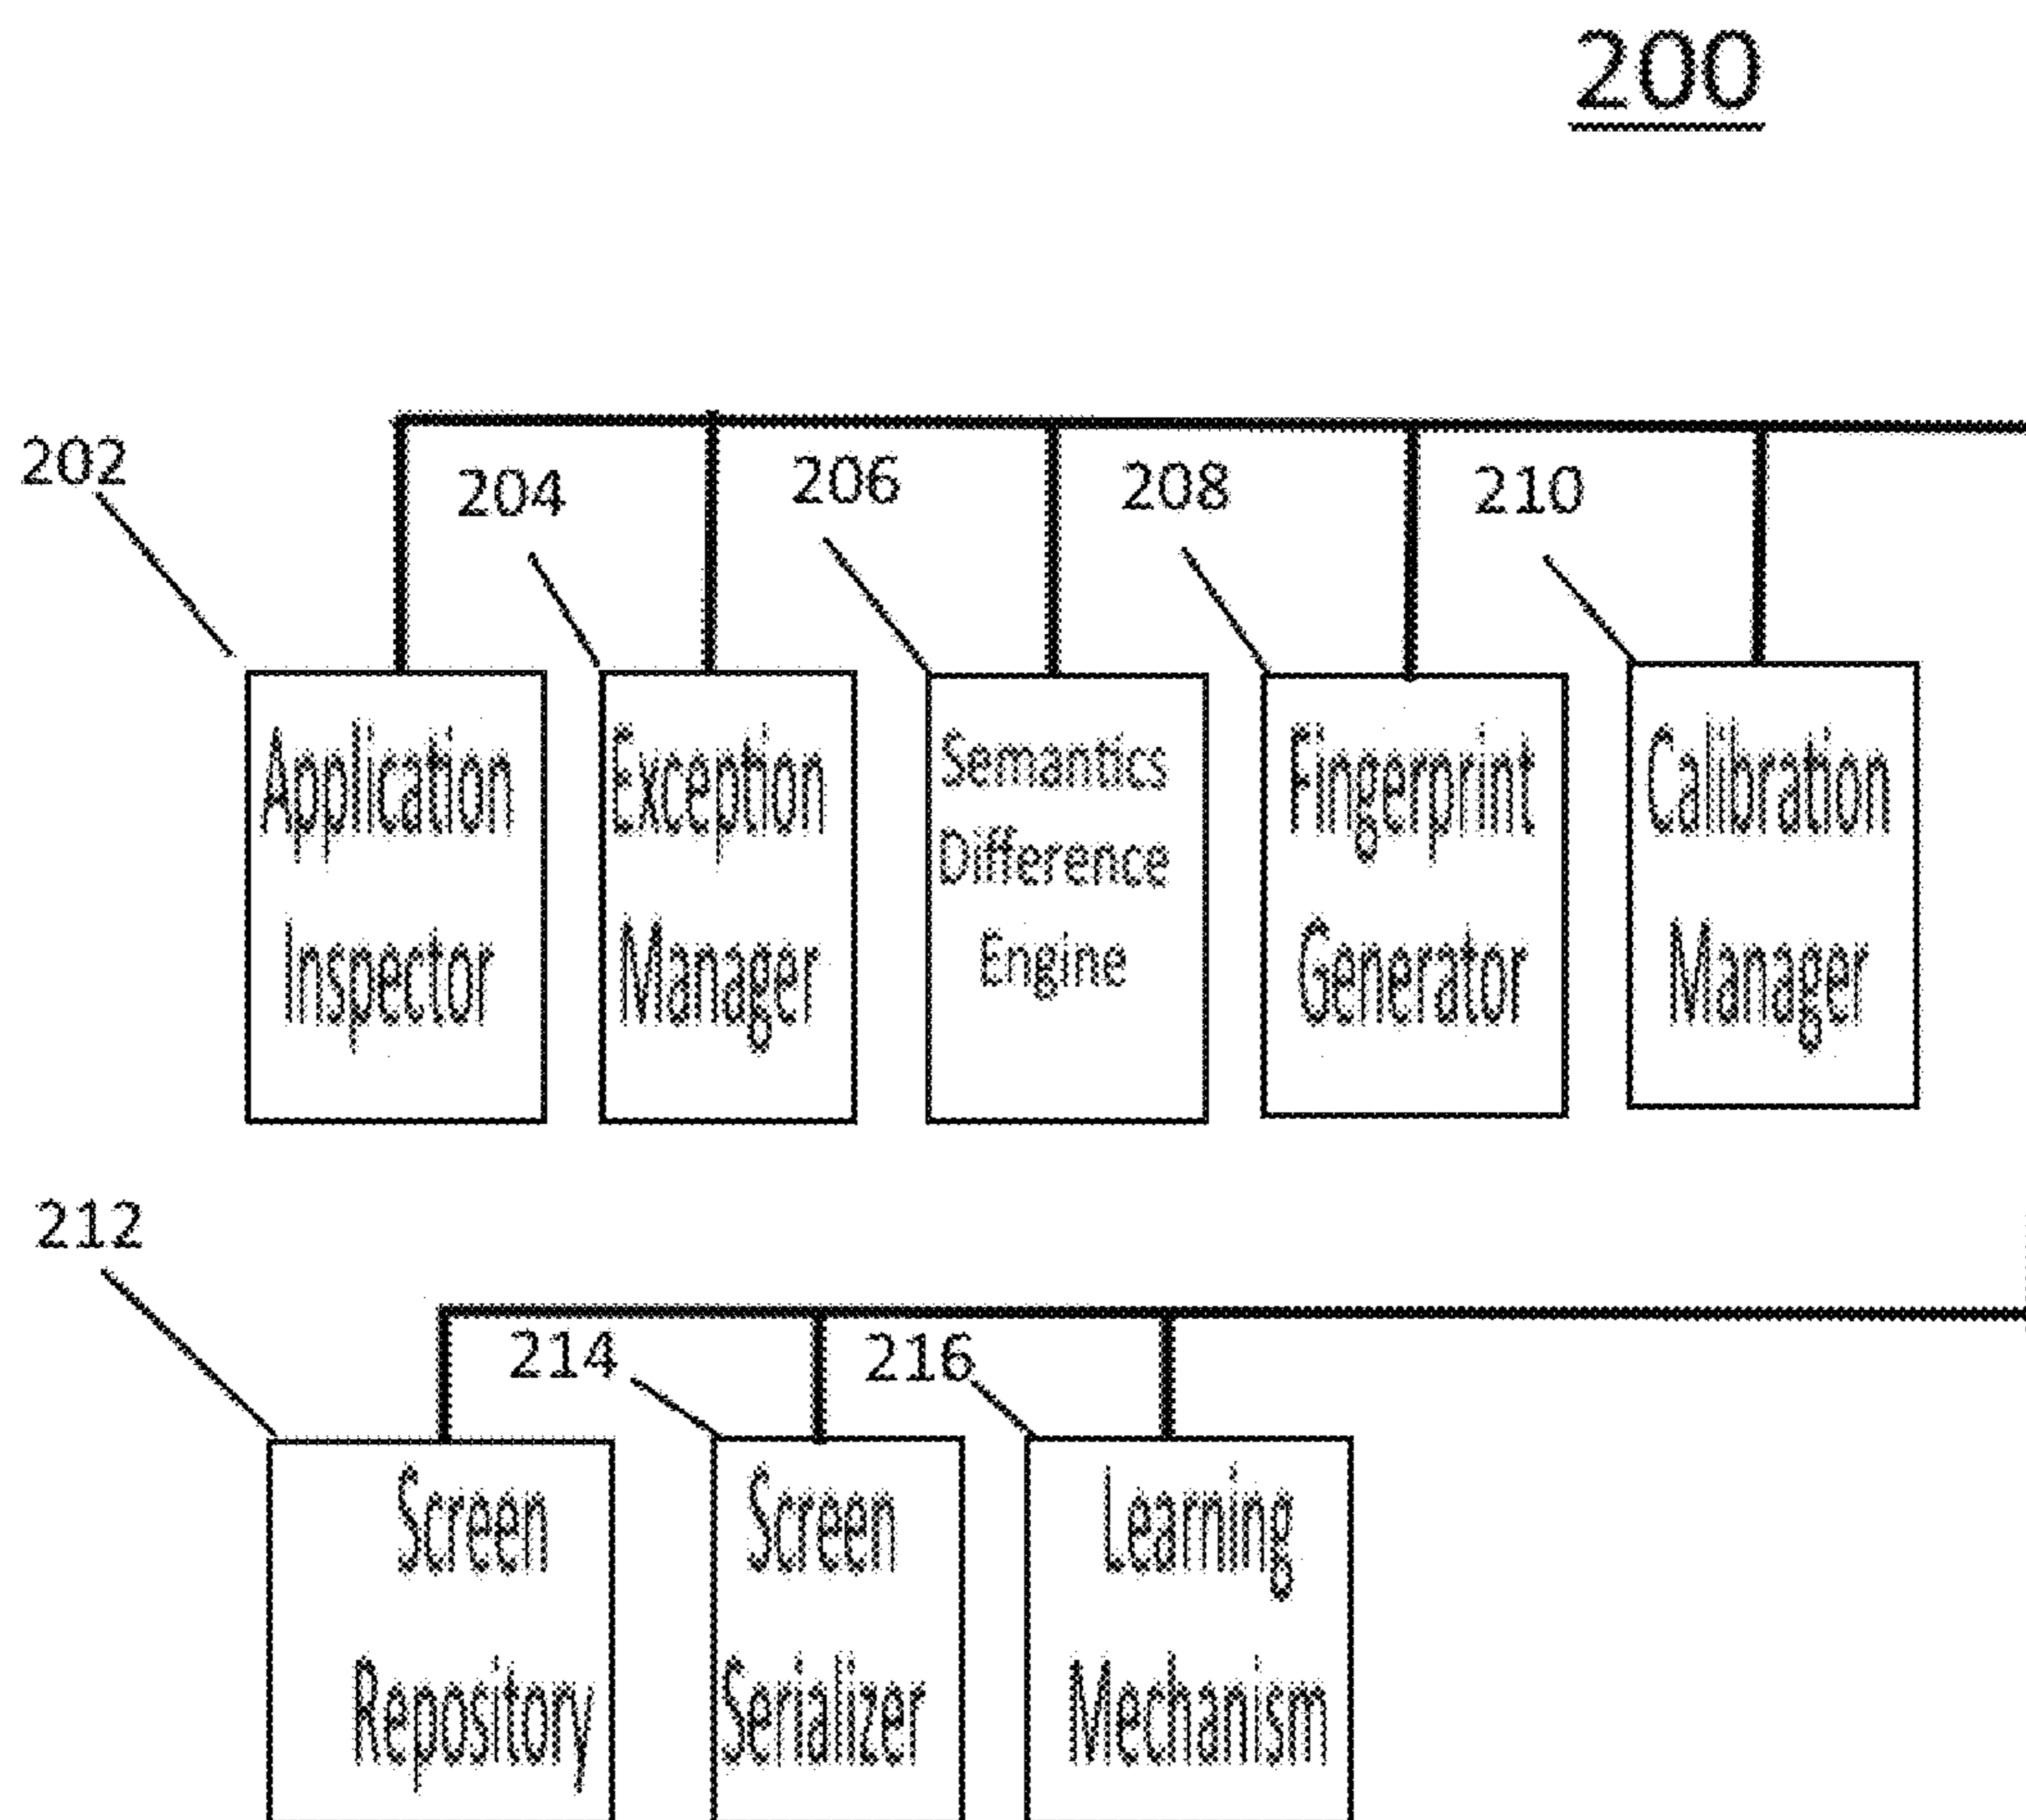 200
202
204
206
208
210
Application
Inspector
Exception
Manager
Semantics
Difference
Engine
Fingerprint
Generator
Calibration
Manager
212
214
216
Screen
Repository
Screen
Serializer
Learning
Mechanism